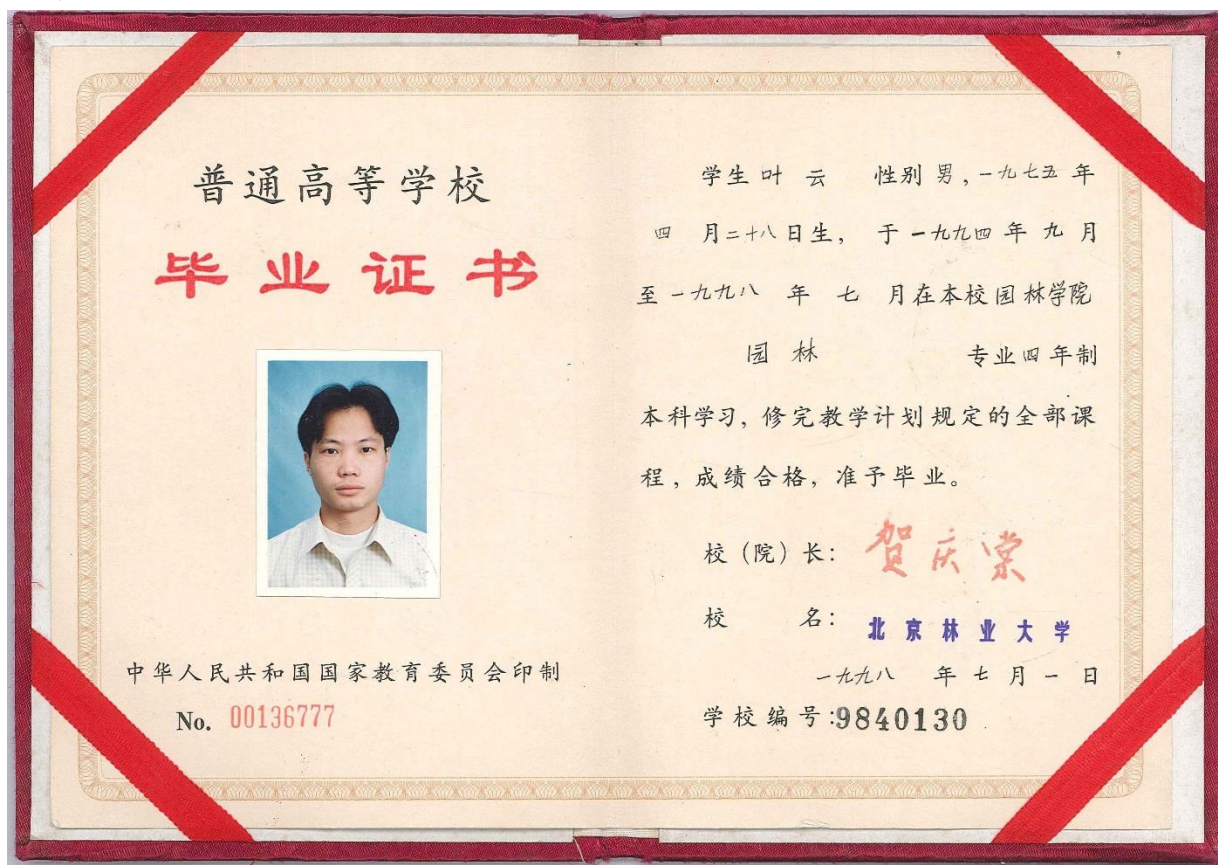 普通高等学校
毕业证书
中华人民共和国国家教育委员会印制
No. 00136777
学生叶云 性别男,一九七五年
四 月二十八日生, 于一九九四年九月
至一九九八 年 七 月在本校园林学院
园林 专业四年制
本科学习, 修完教学计划规定的全部课
程, 成绩合格, 准予毕业。
校(院)长: 贺庆棠
校 名: 北京林业大学
一九九八 年七月一日
学校编号:9840130